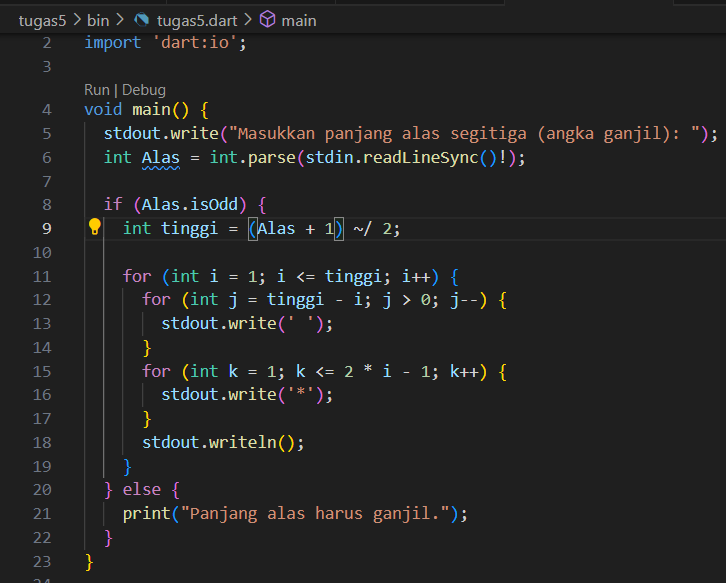 tugas5 > bin > tugas5.dart > main
2 import 'dart:io';
3
Run | Debug
4 void main() {
5 stdout.write("Masukkan panjang alas segitiga (angka ganjil): ");
6 int Alas = int.parse(stdin.readLineSync()!);
7
8 if (Alas.isOdd) {
9 int tinggi = (Alas + 1) ~/ 2;
10
11 for (int i = 1; i <= tinggi; i++) {
12 for (int j = tinggi - i; j > 0; j--) {
13 stdout.write(' ');
14 }
15 for (int k = 1; k <= 2 * i - 1; k++) {
16 stdout.write('*');
17 }
18 stdout.writeln();
19 }
20 } else {
21 print("Panjang alas harus ganjil.");
22 }
23 }